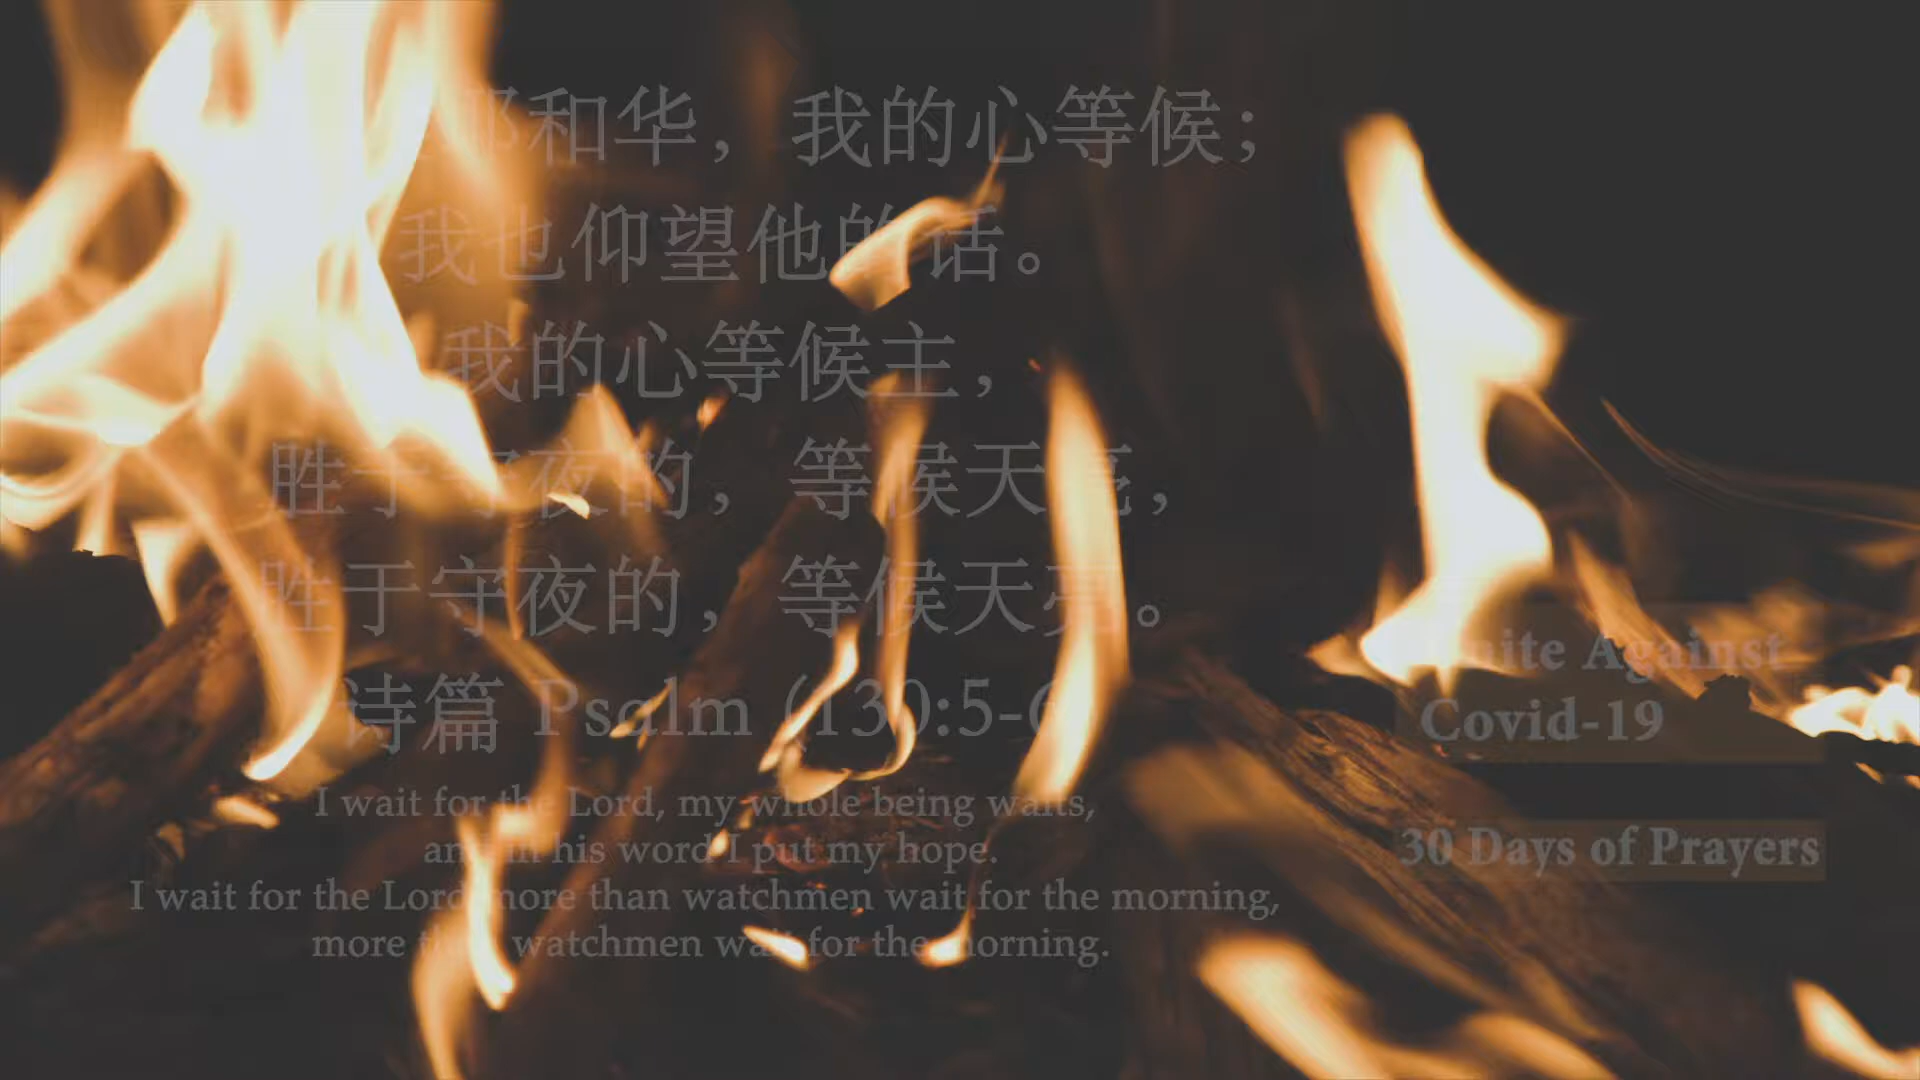 耶和华，我的心等候；
我也仰望他的话。
我的心等候主，
胜于守夜的，等候天亮，
胜于守夜的，等候天亮。
诗篇 Psalm (130:5-6
I wait for the Lord, my whole being waits,
and in his word I put my hope.
I wait for the Lord more than watchmen wait for the morning,
more than watchmen wait for the morning.
Unite Against
Covid-19
30 Days of Prayers